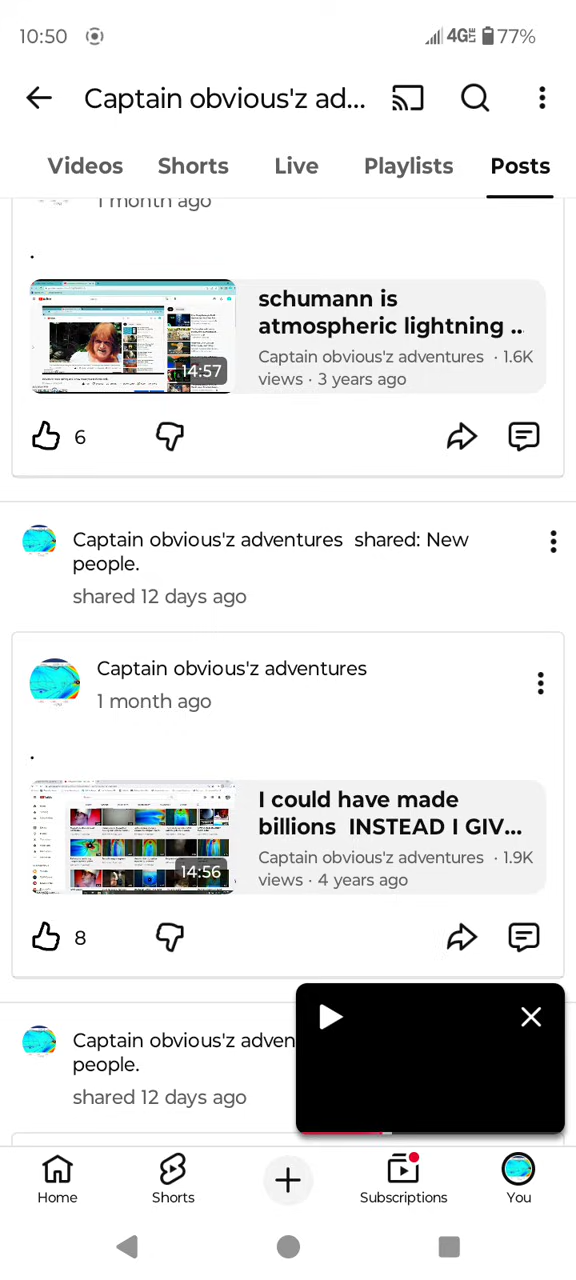 10:50
4G LTE 77%
Captain obvious'z ad...
Videos Shorts Live Playlists Posts
1 month ago
.
schumann is
atmospheric lightning ..
Captain obvious'z adventures · 1.6K
views · 3 years ago
14:57
6
Captain obvious'z adventures shared: New
people.
shared 12 days ago
Captain obvious'z adventures
1 month ago
.
I could have made
billions INSTEAD I GIV...
Captain obvious'z adventures · 1.9K
views · 4 years ago
14:56
8
Captain obvious'z adven
people.
shared 12 days ago
Home Shorts Subscriptions You